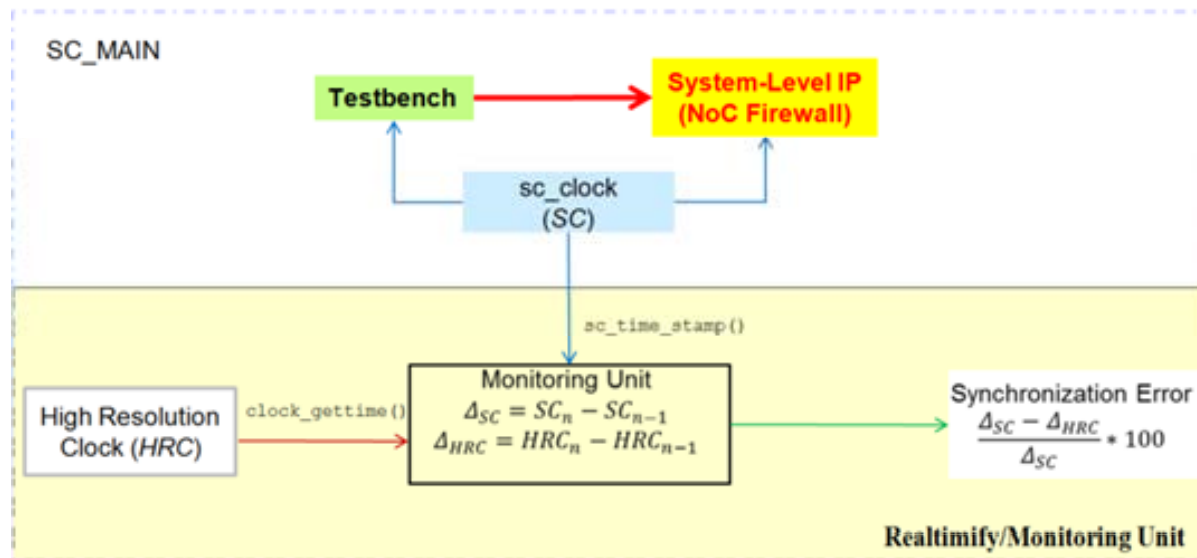 SC_MAIN
Testbench
System-Level IP
(NoC Firewall)
sc_clock
(SC)
sc_time_stamp()
High Resolution
Clock (HRC)
clock_gettime()
Monitoring Unit
Δ_SC = SC_n − SC_{n−1}
Δ_HRC = HRC_n − HRC_{n−1}
Synchronization Error
(Δ_SC − Δ_HRC) / Δ_SC * 100
Realtimify/Monitoring Unit